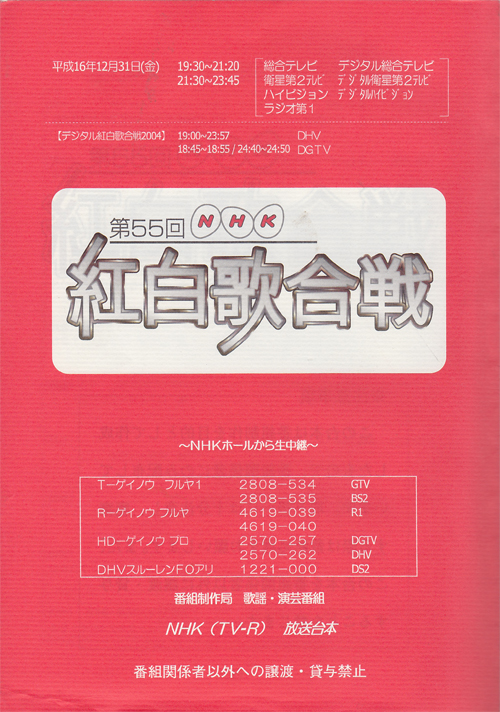 平成16年12月31日(金) 19:30~21:20 総合テレビ デジタル総合テレビ
21:30~23:45 衛星第2テレビ デジタル衛星第2テレビ
ハイビジョン デジタルハイビジョン
ラジオ第1
【デジタル紅白歌合戦2004】 19:00~23:57 DHV
18:45~18:55 / 24:40~24:50 DGTV
第55回 NHK
紅白歌合戦
～NHKホールから生中継～
Tーゲイノウ フルヤ1 2808-534 GTV
2808-535 BS2
Rーゲイノウ フルヤ 4619-039 R1
4619-040
HDーゲイノウ プロ 2570-257 DGTV
2570-262 DHV
DHVスルーレンFOアリ 1221-000 DS2
番組制作局 歌謡・演芸番組
NHK（TV-R） 放送台本
番組関係者以外への譲渡・貸与禁止